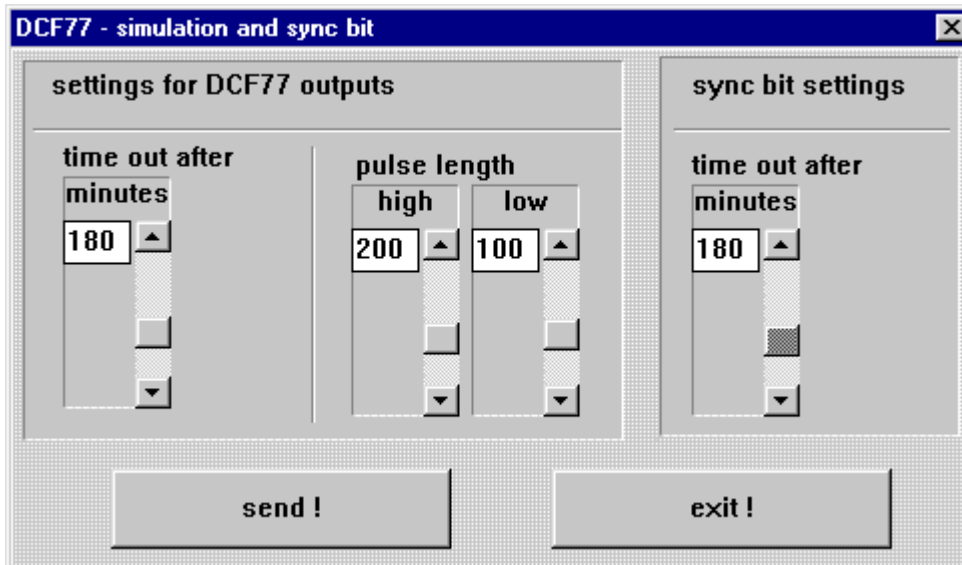 DCF77 - simulation and sync bit
settings for DCF77 outputs
time out after
minutes
180
pulse length
high low
200 100
sync bit settings
time out after
minutes
180
send !
exit !